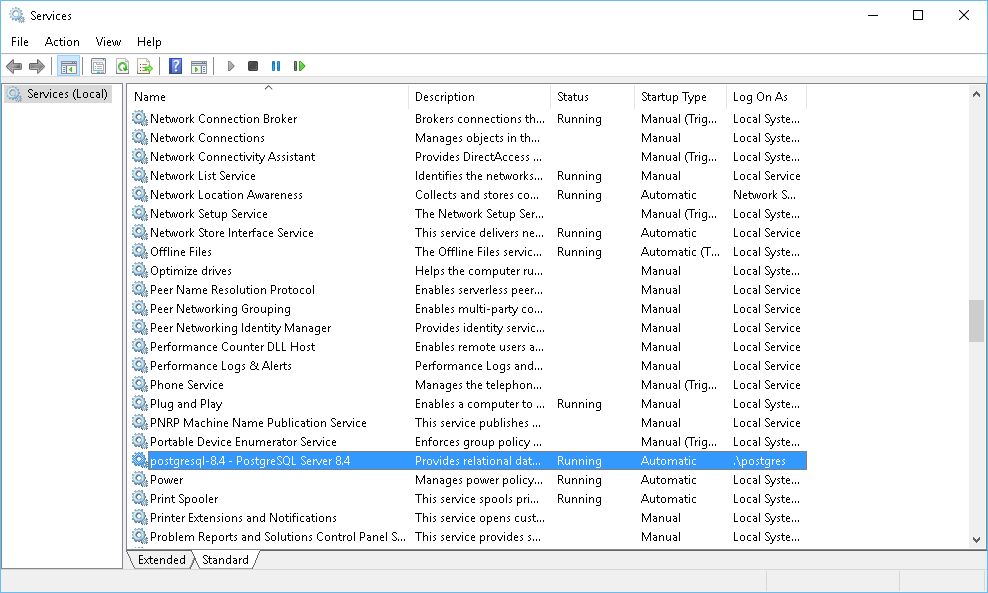 Services
File Action View Help
Services (Local)
Name Description Status Startup Type Log On As
Network Connection Broker Brokers connections th... Running Manual (Trig... Local Syste...
Network Connections Manages objects in th... Manual Local Syste...
Network Connectivity Assistant Provides DirectAccess ... Manual (Trig... Local Syste...
Network List Service Identifies the networks... Running Manual Local Service
Network Location Awareness Collects and stores co... Running Automatic Network S...
Network Setup Service The Network Setup Ser... Manual (Trig... Local Syste...
Network Store Interface Service This service delivers ne... Running Automatic Local Service
Offline Files The Offline Files servic... Running Automatic (T... Local Syste...
Optimize drives Helps the computer ru... Manual Local Syste...
Peer Name Resolution Protocol Enables serverless peer... Manual Local Service
Peer Networking Grouping Enables multi-party co... Manual Local Service
Peer Networking Identity Manager Provides identity servic... Manual Local Service
Performance Counter DLL Host Enables remote users a... Manual Local Service
Performance Logs & Alerts Performance Logs and... Manual Local Service
Phone Service Manages the telephon... Manual (Trig... Local Service
Plug and Play Enables a computer to ... Running Manual Local Syste...
PNRP Machine Name Publication Service This service publishes ... Manual Local Service
Portable Device Enumerator Service Enforces group policy ... Manual (Trig... Local Syste...
postgresql-8.4 - PostgreSQL Server 8.4 Provides relational dat... Running Automatic .\postgres
Power Manages power policy... Running Automatic Local Syste...
Print Spooler This service spools pri... Running Automatic Local Syste...
Printer Extensions and Notifications This service opens cust... Manual Local Syste...
Problem Reports and Solutions Control Panel S... This service provides s... Manual Local Syste...
Extended Standard